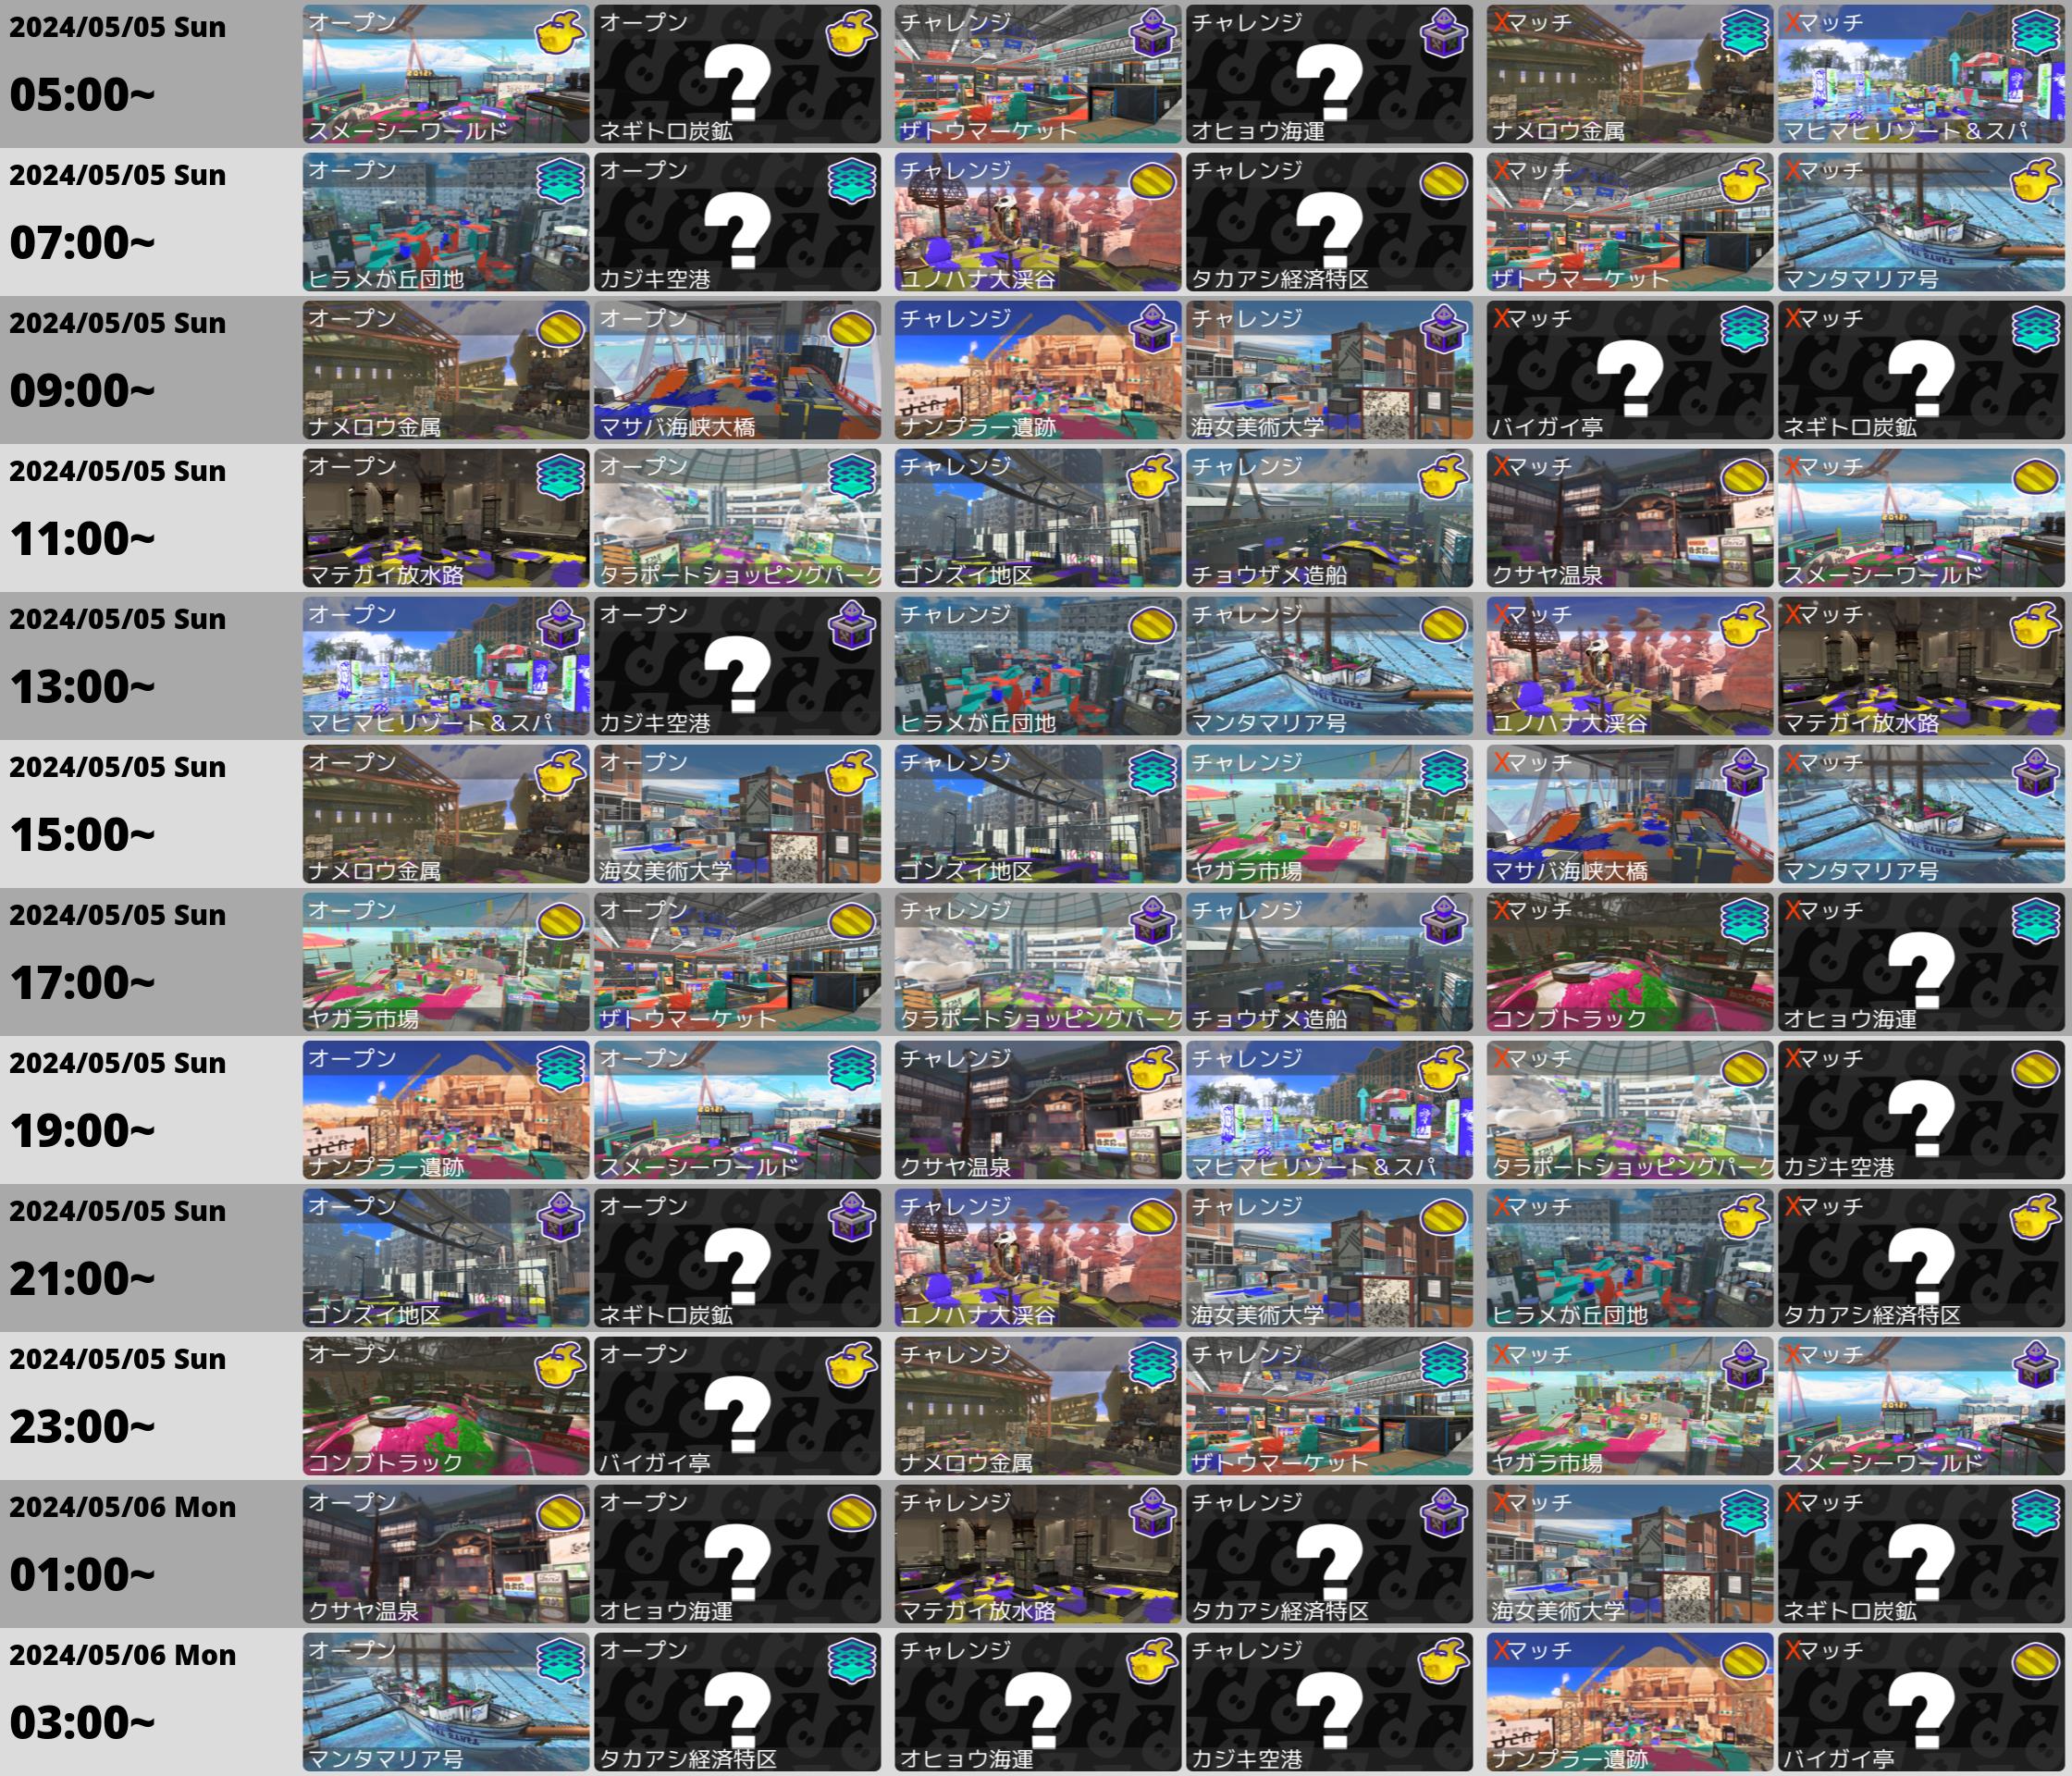 2024/05/05 Sun
05:00~
オープン
スメーシーワールド
オープン
ネギトロ炭鉱
チャレンジ
ザトウマーケット
チャレンジ
オヒョウ海運
Xマッチ
ナメロウ金属
Xマッチ
マヒマヒリゾート＆スパ
2024/05/05 Sun
07:00~
オープン
ヒラメが丘団地
オープン
カジキ空港
チャレンジ
ユノハナ大渓谷
チャレンジ
タカアシ経済特区
Xマッチ
ザトウマーケット
Xマッチ
マンタマリア号
2024/05/05 Sun
09:00~
オープン
ナメロウ金属
オープン
マサバ海峡大橋
チャレンジ
ナンプラー遺跡
チャレンジ
海女美術大学
Xマッチ
バイガイ亭
Xマッチ
ネギトロ炭鉱
2024/05/05 Sun
11:00~
オープン
マテガイ放水路
オープン
タラポートショッピングパーク
チャレンジ
ゴンズイ地区
チャレンジ
チョウザメ造船
Xマッチ
クサヤ温泉
Xマッチ
スメーシーワールド
2024/05/05 Sun
13:00~
オープン
マヒマヒリゾート＆スパ
オープン
カジキ空港
チャレンジ
ヒラメが丘団地
チャレンジ
マンタマリア号
Xマッチ
ユノハナ大渓谷
Xマッチ
マテガイ放水路
2024/05/05 Sun
15:00~
オープン
ナメロウ金属
オープン
海女美術大学
チャレンジ
ゴンズイ地区
チャレンジ
ヤガラ市場
Xマッチ
マサバ海峡大橋
Xマッチ
マンタマリア号
2024/05/05 Sun
17:00~
オープン
ヤガラ市場
オープン
ザトウマーケット
チャレンジ
タラポートショッピングパーク
チャレンジ
チョウザメ造船
Xマッチ
コンブトラック
Xマッチ
オヒョウ海運
2024/05/05 Sun
19:00~
オープン
ナンプラー遺跡
オープン
スメーシーワールド
チャレンジ
クサヤ温泉
チャレンジ
マヒマヒリゾート＆スパ
Xマッチ
タラポートショッピングパーク
Xマッチ
カジキ空港
2024/05/05 Sun
21:00~
オープン
ゴンズイ地区
オープン
ネギトロ炭鉱
チャレンジ
ユノハナ大渓谷
チャレンジ
海女美術大学
Xマッチ
ヒラメが丘団地
Xマッチ
タカアシ経済特区
2024/05/05 Sun
23:00~
オープン
コンブトラック
オープン
バイガイ亭
チャレンジ
ナメロウ金属
チャレンジ
ザトウマーケット
Xマッチ
ヤガラ市場
Xマッチ
スメーシーワールド
2024/05/06 Mon
01:00~
オープン
クサヤ温泉
オープン
オヒョウ海運
チャレンジ
マテガイ放水路
チャレンジ
タカアシ経済特区
Xマッチ
海女美術大学
Xマッチ
ネギトロ炭鉱
2024/05/06 Mon
03:00~
オープン
マンタマリア号
オープン
タカアシ経済特区
チャレンジ
オヒョウ海運
チャレンジ
カジキ空港
Xマッチ
ナンプラー遺跡
Xマッチ
バイガイ亭